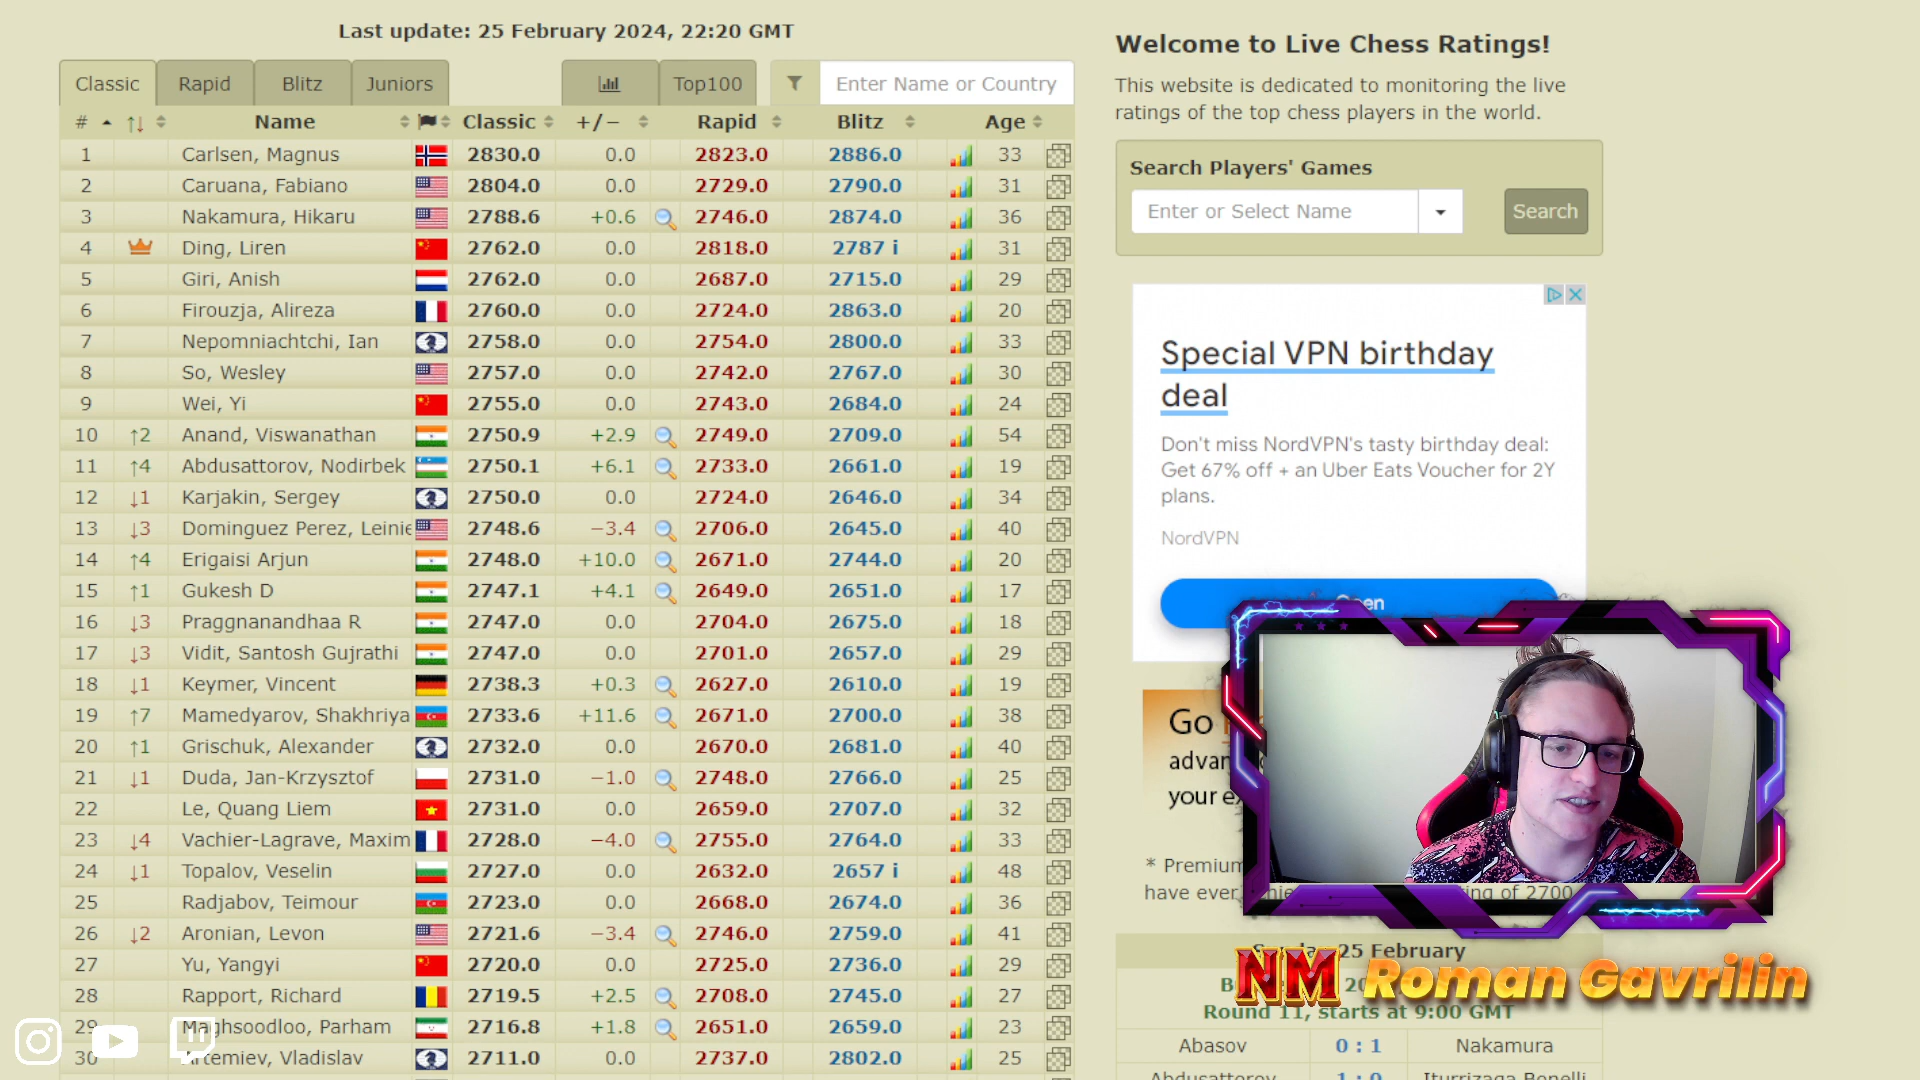 Last update: 25 February 2024, 22:20 GMT
Classic Rapid Blitz Juniors Top100 Enter Name or Country
# Name Classic +/− Rapid Blitz Age
1 Carlsen, Magnus 2830.0 0.0 2823.0 2886.0 33
2 Caruana, Fabiano 2804.0 0.0 2729.0 2790.0 31
3 Nakamura, Hikaru 2788.6 +0.6 2746.0 2874.0 36
4 Ding, Liren 2762.0 0.0 2818.0 2787 i 31
5 Giri, Anish 2762.0 0.0 2687.0 2715.0 29
6 Firouzja, Alireza 2760.0 0.0 2724.0 2863.0 20
7 Nepomniachtchi, Ian 2758.0 0.0 2754.0 2800.0 33
8 So, Wesley 2757.0 0.0 2742.0 2767.0 30
9 Wei, Yi 2755.0 0.0 2743.0 2684.0 24
10 ↑2 Anand, Viswanathan 2750.9 +2.9 2749.0 2709.0 54
11 ↑4 Abdusattorov, Nodirbek 2750.1 +6.1 2733.0 2661.0 19
12 ↓1 Karjakin, Sergey 2750.0 0.0 2724.0 2646.0 34
13 ↓3 Dominguez Perez, Leinie 2748.6 −3.4 2706.0 2645.0 40
14 ↑4 Erigaisi Arjun 2748.0 +10.0 2671.0 2744.0 20
15 ↑1 Gukesh D 2747.1 +4.1 2649.0 2651.0 17
16 ↓3 Praggnanandhaa R 2747.0 0.0 2704.0 2675.0 18
17 ↓3 Vidit, Santosh Gujrathi 2747.0 0.0 2701.0 2657.0 29
18 ↓1 Keymer, Vincent 2738.3 +0.3 2627.0 2610.0 19
19 ↑7 Mamedyarov, Shakhriya 2733.6 +11.6 2671.0 2700.0 38
20 ↑1 Grischuk, Alexander 2732.0 0.0 2670.0 2681.0 40
21 ↓1 Duda, Jan-Krzysztof 2731.0 −1.0 2748.0 2766.0 25
22 Le, Quang Liem 2731.0 0.0 2659.0 2707.0 32
23 ↓4 Vachier-Lagrave, Maxim 2728.0 −4.0 2755.0 2764.0 33
24 ↓1 Topalov, Veselin 2727.0 0.0 2632.0 2657 i 48
25 Radjabov, Teimour 2723.0 0.0 2668.0 2674.0 36
26 ↓2 Aronian, Levon 2721.6 −3.4 2746.0 2759.0 41
27 Yu, Yangyi 2720.0 0.0 2725.0 2736.0 29
28 Rapport, Richard 2719.5 +2.5 2708.0 2745.0 27
29 Maghsoodloo, Parham 2716.8 +1.8 2651.0 2659.0 23
30 Artemiev, Vladislav 2711.0 0.0 2737.0 2802.0 25
Welcome to Live Chess Ratings!
This website is dedicated to monitoring the live
ratings of the top chess players in the world.
Search Players' Games
Enter or Select Name Search
Special VPN birthday
deal
Don't miss NordVPN's tasty birthday deal:
Get 67% off + an Uber Eats Voucher for 2Y
plans.
NordVPN
Open
Go
your
* Premium
have ever of 2700
25 February
NM Roman Gavrilin
Round 11, starts at 9:00 GMT
Abasov 0 : 1 Nakamura
Abdusattorov 1 : 0 Iturrizaga Bonelli